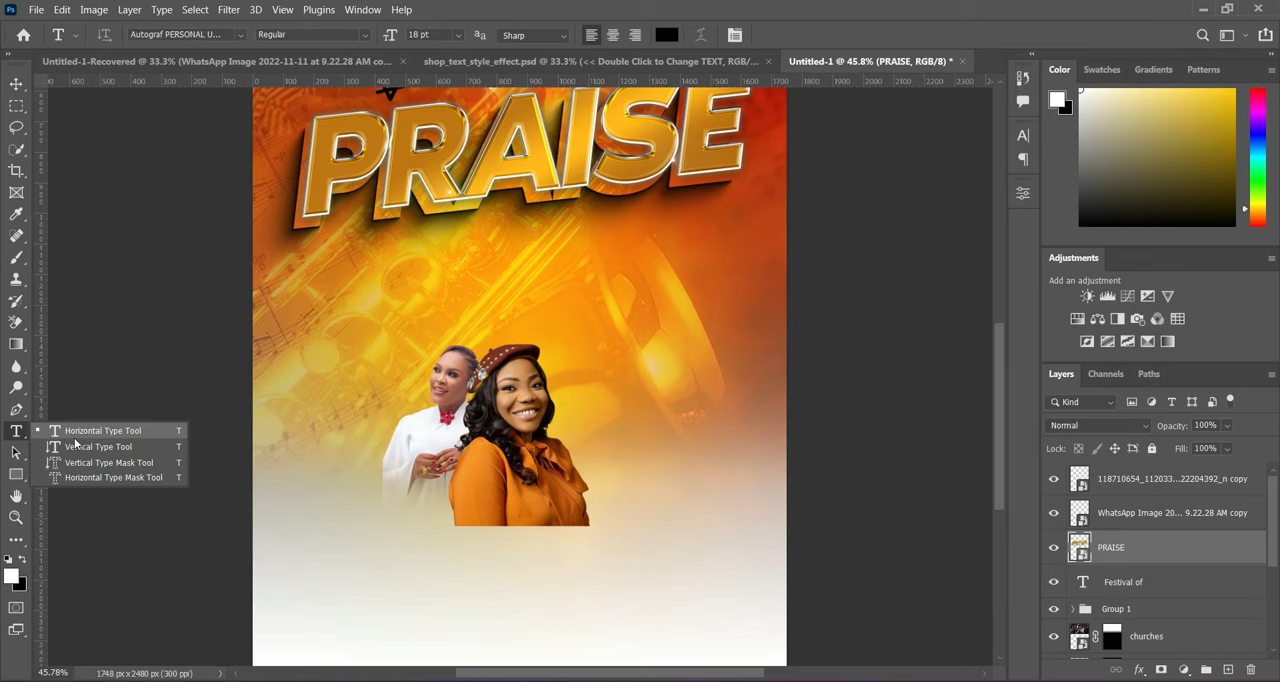 Ps File Edit Image Layer Type Select Filter 3D View Plugins Window Help
T Autograf PERSONAL U... Regular 18 pt Sharp
Untitled-1-Recovered @ 33.3% (WhatsApp Image 2022-11-11 at 9.22.28 AM co... × shop_text_style_effect.psd @ 33.3% (<< Double Click to Change TEXT, RGB/... × Untitled-1 @ 45.8% (PRAISE, RGB/8) * ×
Color Swatches Gradients Patterns
PRAISE
Adjustments
Add an adjustment
Layers Channels Paths
Kind
Normal Opacity: 100%
Lock: Fill: 100%
Horizontal Type Tool T
Vertical Type Tool T
Vertical Type Mask Tool T
Horizontal Type Mask Tool T
118710654_112033...22204392_n copy
WhatsApp Image 20... 9.22.28 AM copy
PRAISE
Festival of
Group 1
churches
45.78% 1748 px x 2480 px (300 ppi)